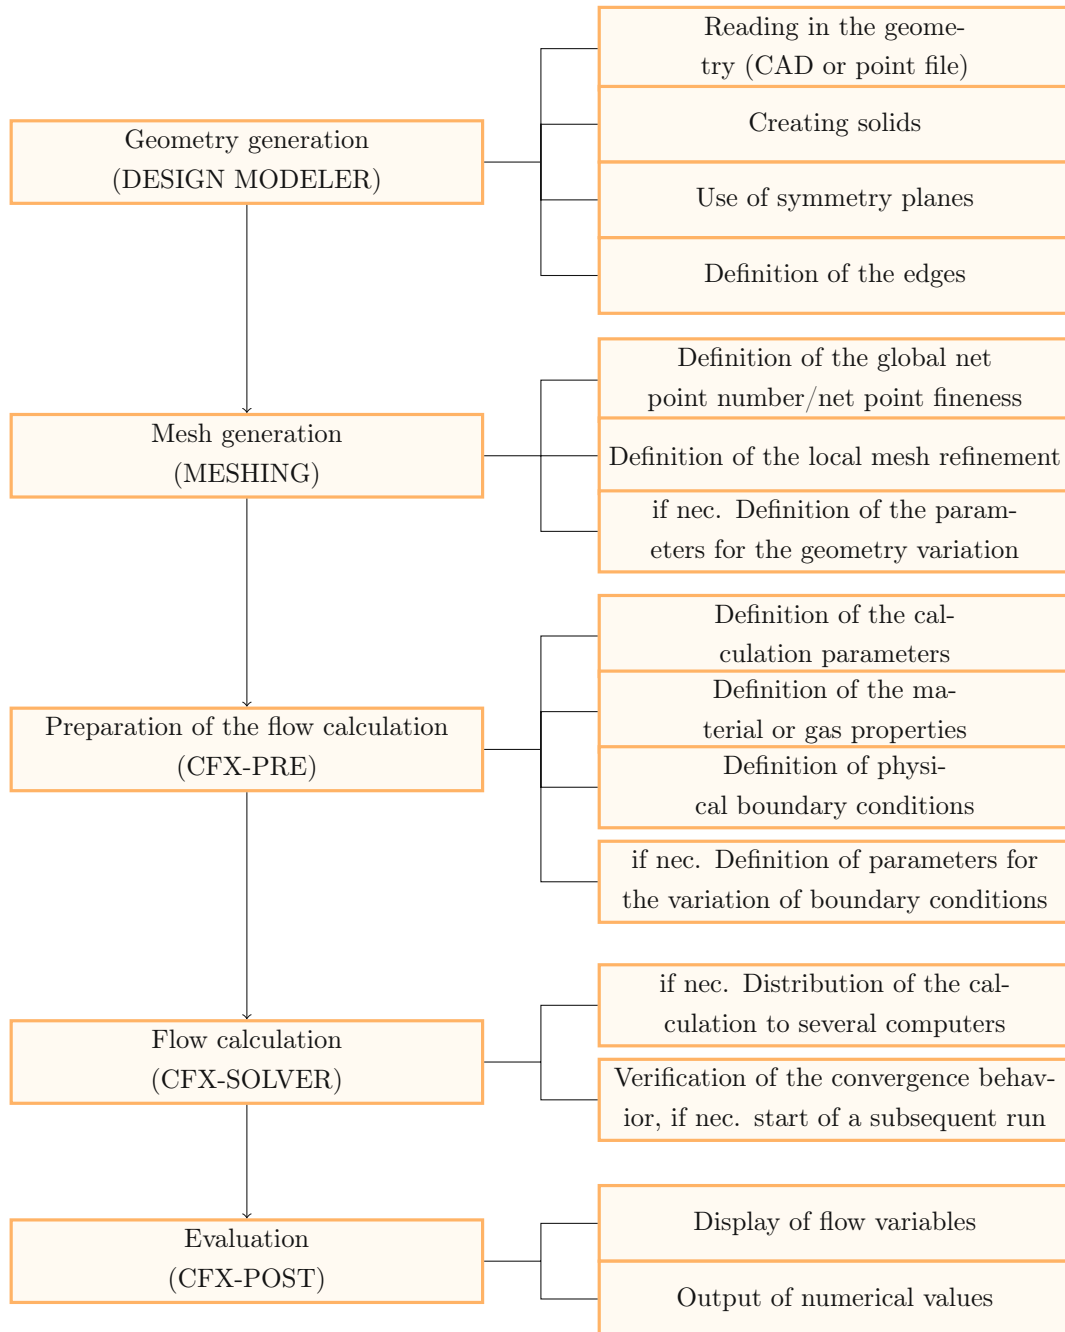 Geometry generation
(DESIGN MODELER)
Reading in the geome-
try (CAD or point file)
Creating solids
Use of symmetry planes
Definition of the edges
Mesh generation
(MESHING)
Definition of the global net
point number/net point fineness
Definition of the local mesh refinement
if nec. Definition of the param-
eters for the geometry variation
Preparation of the flow calculation
(CFX-PRE)
Definition of the cal-
culation parameters
Definition of the ma-
terial or gas properties
Definition of physi-
cal boundary conditions
if nec. Definition of parameters for
the variation of boundary conditions
Flow calculation
(CFX-SOLVER)
if nec. Distribution of the cal-
culation to several computers
Verification of the convergence behav-
ior, if nec. start of a subsequent run
Evaluation
(CFX-POST)
Display of flow variables
Output of numerical values